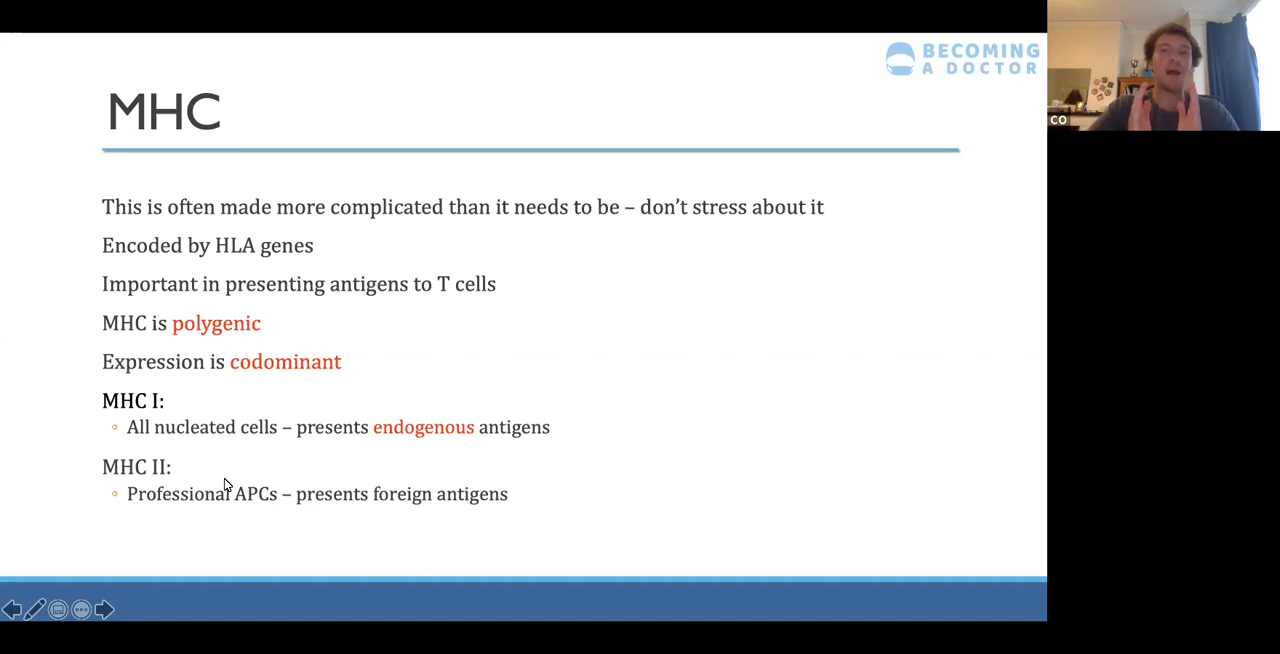 BECOMING
A DOCTOR
CO
MHC
This is often made more complicated than it needs to be – don’t stress about it
Encoded by HLA genes
Important in presenting antigens to T cells
MHC is polygenic
Expression is codominant
MHC I:
◦ All nucleated cells – presents endogenous antigens
MHC II:
◦ Professional APCs – presents foreign antigens